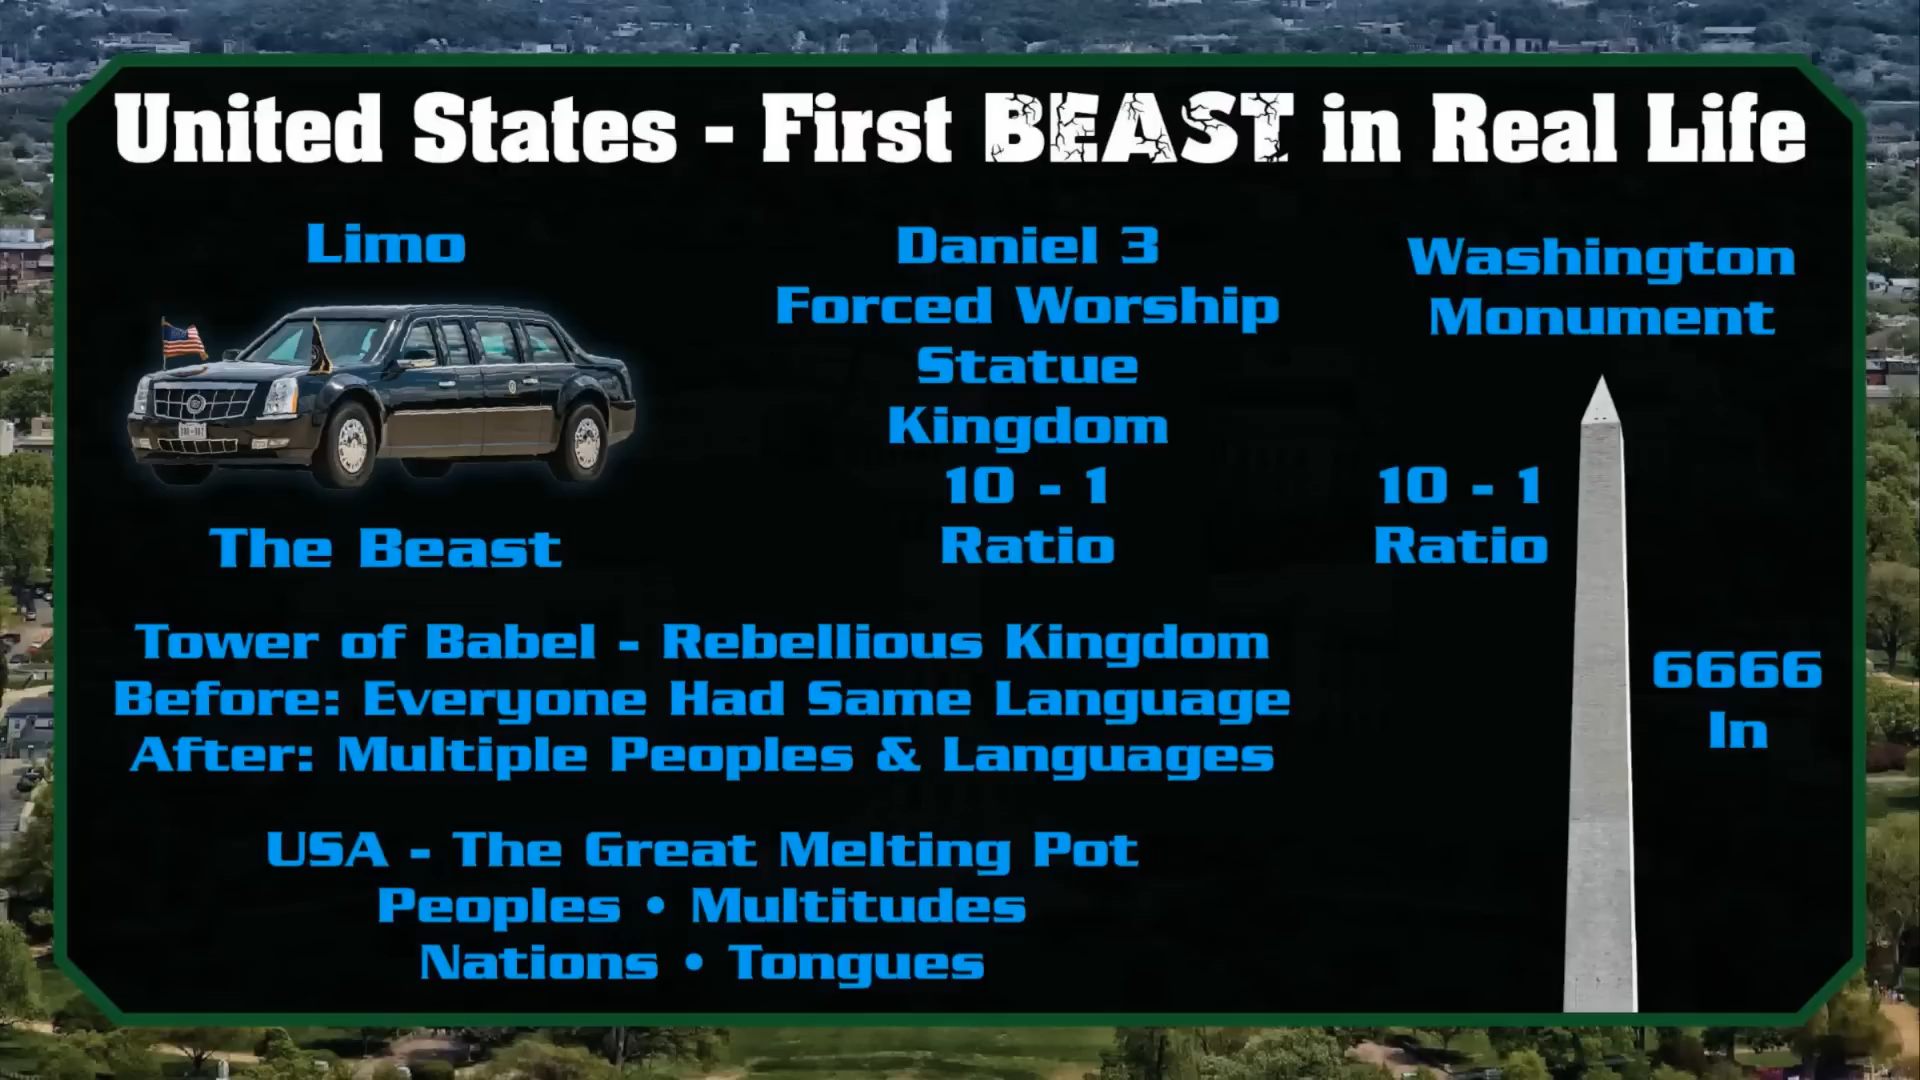 United States - First BEAST in Real Life
Limo
The Beast
Daniel 3
Forced Worship
Statue
Kingdom
10 - 1
Ratio
Washington
Monument
10 - 1
Ratio
6666
In
Tower of Babel - Rebellious Kingdom
Before: Everyone Had Same Language
After: Multiple Peoples & Languages
USA - The Great Melting Pot
Peoples • Multitudes
Nations • Tongues